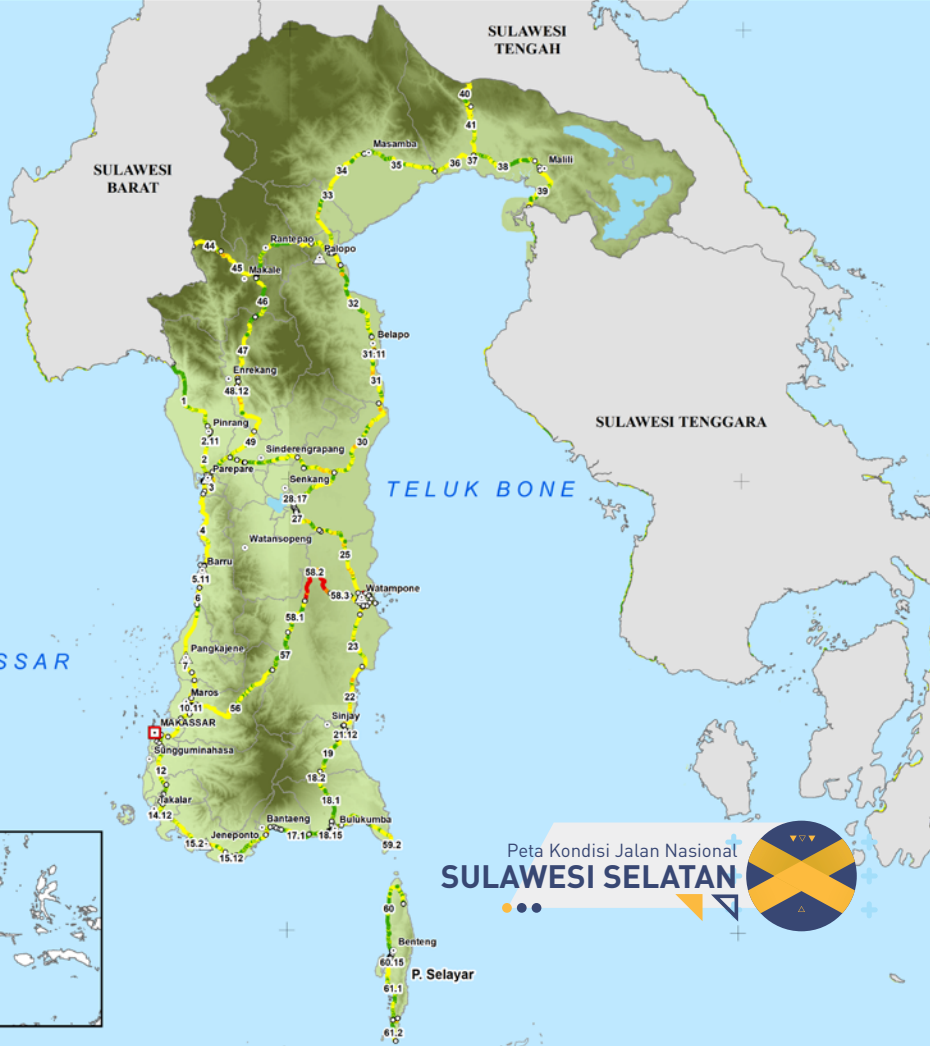 SULAWESI
TENGAH
40
41
Masamba
34
35
36
37
38
Malili
39
SULAWESI
BARAT
33
44
Rantepao
Palopo
45
Makale
46
32
Belapo
31.11
47
31
Enrekang
48.12
1
Pinrang
2.11
49
30
SULAWESI TENGGARA
2
Sinderengrapang
Parepare
3
Senkang
28.17
27
TELUK BONE
4
Watansopeng
25
Barru
5.11
58.2
Watampone
58.3
6
58.1
23
Pangkajene
7
57
SSAR
Maros
10.11
56
22
MAKASSAR
Sinjay
21.12
Sungguminahasa
19
12
18.2
Takalar
14.12
18.1
Bantaeng
Bulukumba
Jeneponto
17.1
18.15
15.2
15.12
59.2
Peta Kondisi Jalan Nasional
SULAWESI SELATAN
60
Benteng
60.15
P. Selayar
61.1
61.2